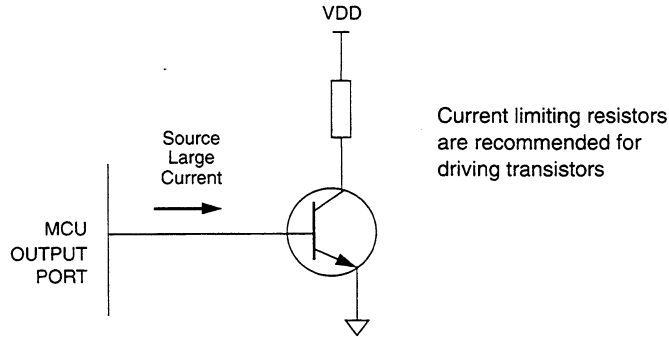 VDD
Current limiting resistors
are recommended for
driving transistors
Source
Large
Current
MCU
OUTPUT
PORT